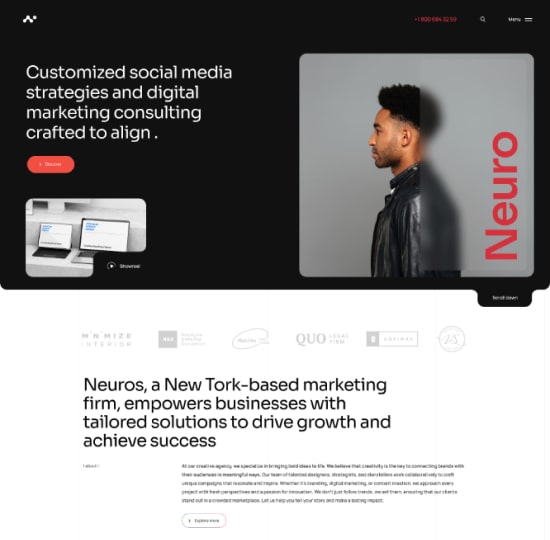 +1 800 684 32 59
Menu
Customized social media
strategies and digital
marketing consulting
crafted to align .
Discover
Neuro
Showreel
Scroll down
MINIMIZE
INTERIOR
QUO LEGAL
FIRM
Neuros, a New Tork-based marketing
firm, empowers businesses with
tailored solutions to drive growth and
achieve success
At our creative agency, we specialize in bringing bold ideas to life. We believe that creativity is the key to connecting brands
with their audiences in meaningful ways. Our team of talented designers, strategists, and storytellers work collaboratively to craft
unique campaigns that resonate and inspire. Whether it's branding, digital marketing, or content creation, we approach every
project with fresh perspectives and a passion for innovation. We don't just follow trends, we set them, ensuring that our clients
stand out in a crowded marketplace. Let us help you tell your story and make a lasting impact.
Explore more